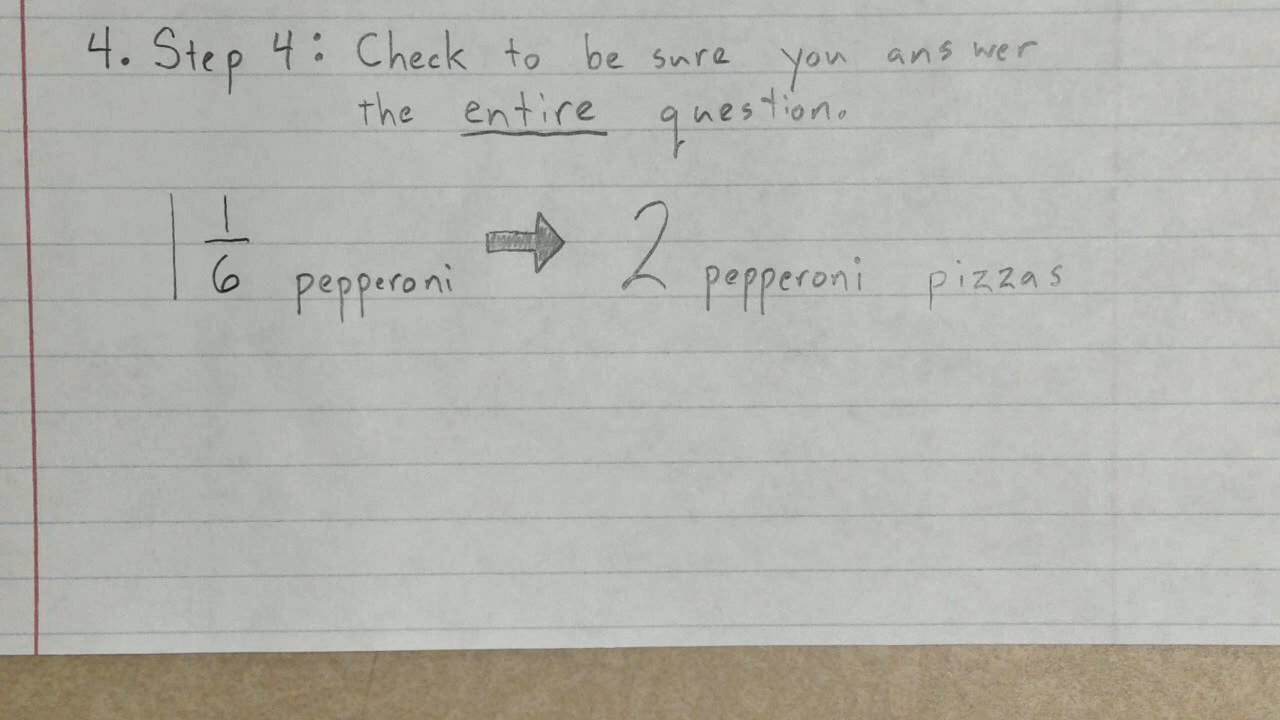 4. Step 4: Check to be sure you answer
the entire question.
1 1/6 pepperoni → 2 pepperoni pizzas